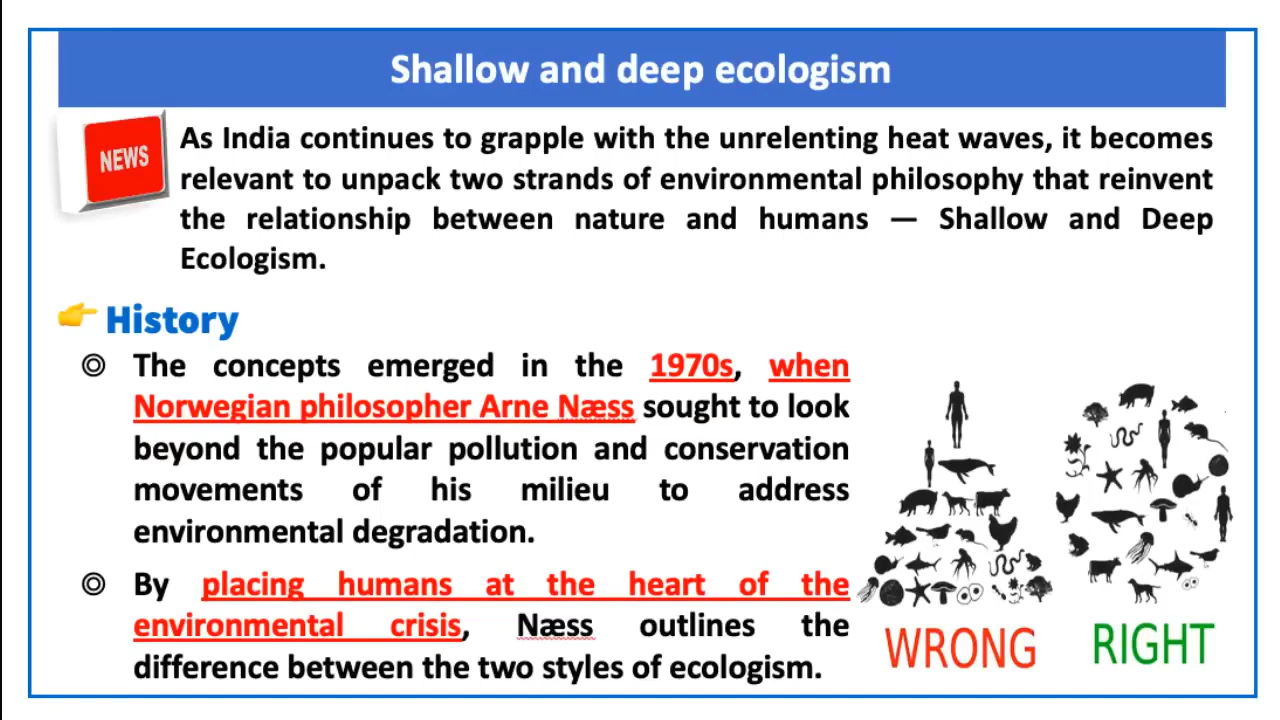 Shallow and deep ecologism
NEWS
As India continues to grapple with the unrelenting heat waves, it becomes
relevant to unpack two strands of environmental philosophy that reinvent
the relationship between nature and humans — Shallow and Deep
Ecologism.
History
The concepts emerged in the 1970s, when
Norwegian philosopher Arne Næss sought to look
beyond the popular pollution and conservation
movements of his milieu to address
environmental degradation.
By placing humans at the heart of the
environmental crisis, Næss outlines the
difference between the two styles of ecologism.
WRONG
RIGHT